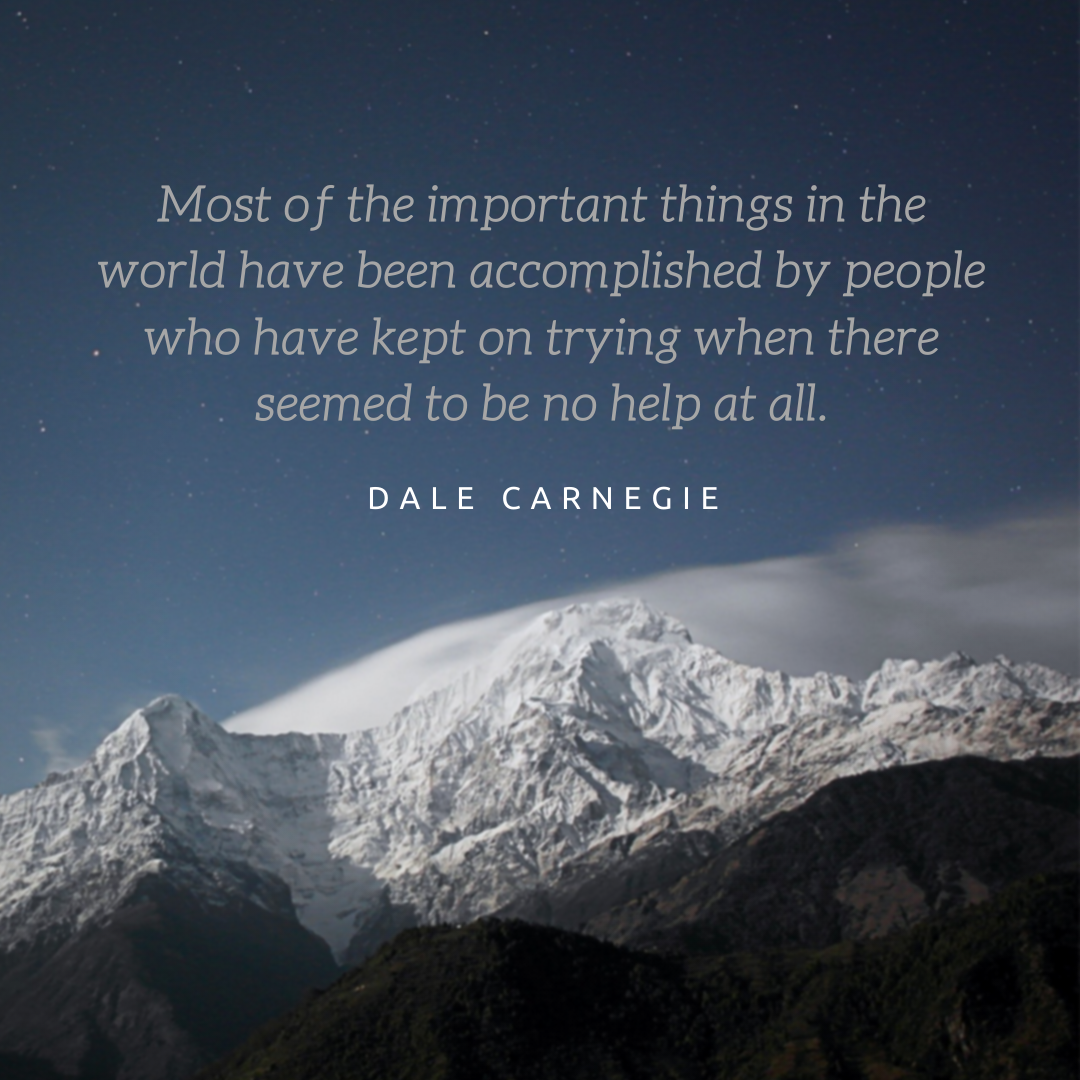 Most of the important things in the
world have been accomplished by people
who have kept on trying when there
seemed to be no help at all.
DALE CARNEGIE